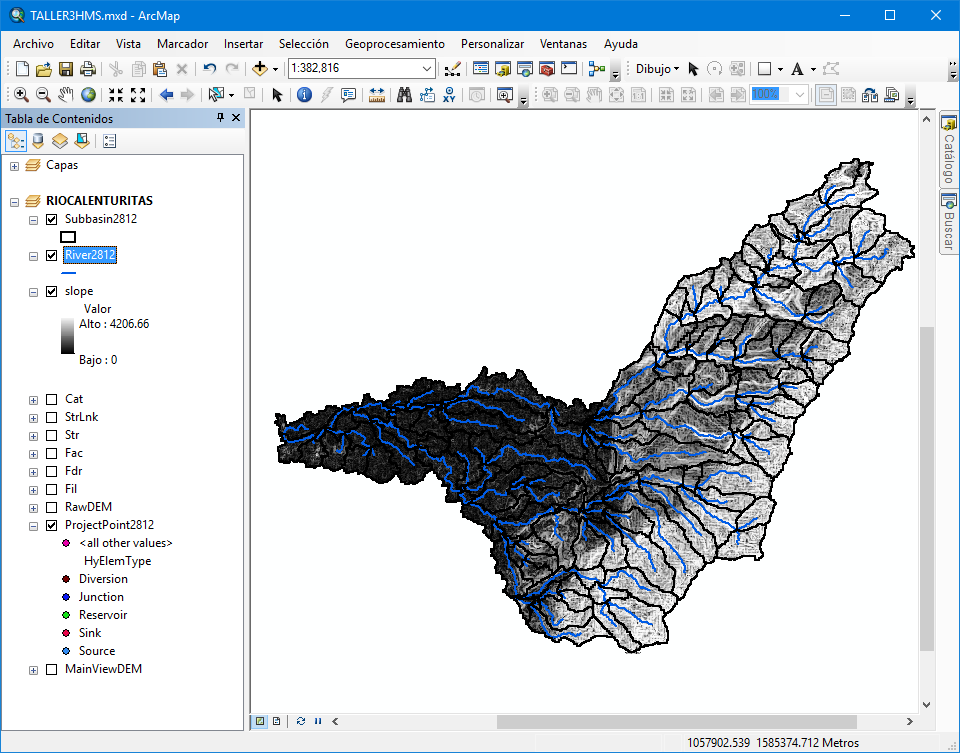 TALLER3HMS.mxd - ArcMap
Archivo Editar Vista Marcador Insertar Selección Geoprocesamiento Personalizar Ventanas Ayuda
1:382,816 Dibujo A
XY 100%
Tabla de Contenidos
Capas
RIOCALENTURITAS
Subbasin2812
River2812
slope
Valor
Alto : 4206.66
Bajo : 0
Cat
StrLnk
Str
Fac
Fdr
Fil
RawDEM
ProjectPoint2812
<all other values>
HyElemType
Diversion
Junction
Reservoir
Sink
Source
MainViewDEM
Catálogo
Buscar
1057902.539 1585374.712 Metros